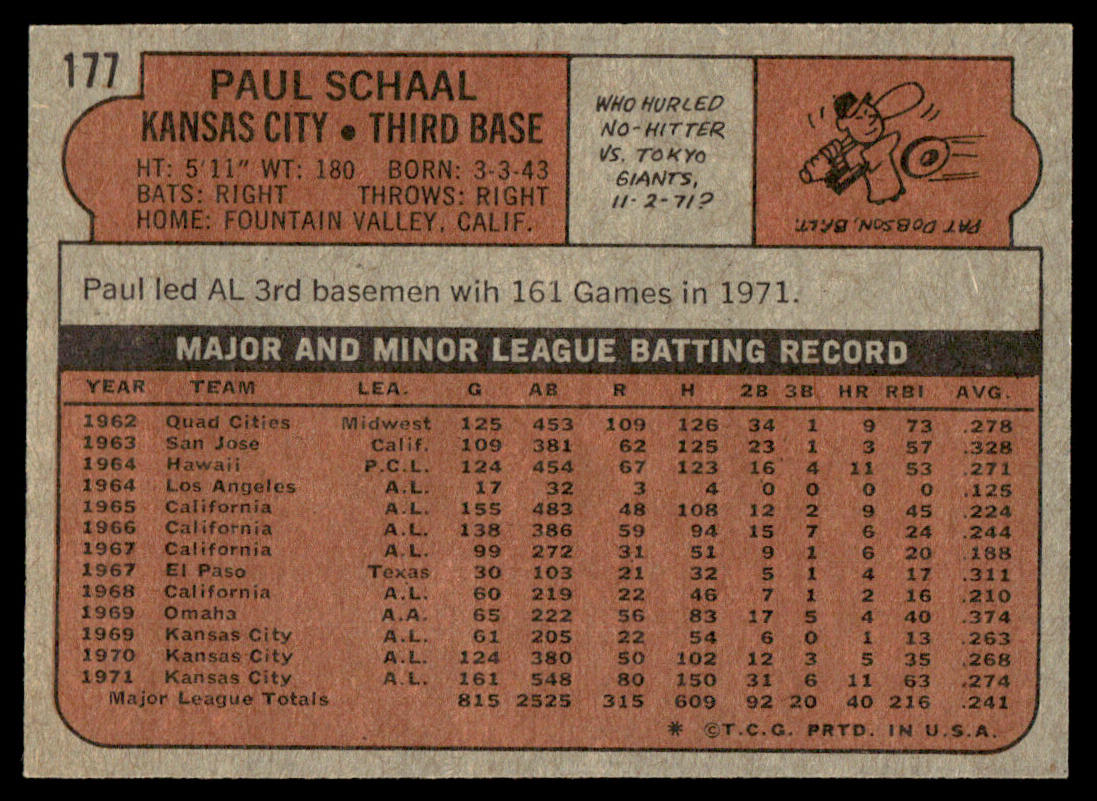 177
PAUL SCHAAL
KANSAS CITY • THIRD BASE
HT: 5'11" WT: 180 BORN: 3-3-43
BATS: RIGHT THROWS: RIGHT
HOME: FOUNTAIN VALLEY, CALIF.
WHO HURLED
NO-HITTER
VS. TOKYO
GIANTS,
11-2-71?
PAT DOBSON, BALT.
Paul led AL 3rd basemen wih 161 Games in 1971.
MAJOR AND MINOR LEAGUE BATTING RECORD
YEAR TEAM LEA. G AB R H 2B 3B HR RBI AVG.
1962 Quad Cities Midwest 125 453 109 126 34 1 9 73 .278
1963 San Jose Calif. 109 381 62 125 23 1 3 57 .328
1964 Hawaii P.C.L. 124 454 67 123 16 4 11 53 .271
1964 Los Angeles A.L. 17 32 3 4 0 0 0 0 .125
1965 California A.L. 155 483 48 108 12 2 9 45 .224
1966 California A.L. 138 386 59 94 15 7 6 24 .244
1967 California A.L. 99 272 31 51 9 1 6 20 .188
1967 El Paso Texas 30 103 21 32 5 1 4 17 .311
1968 California A.L. 60 219 22 46 7 1 2 16 .210
1969 Omaha A.A. 65 222 56 83 17 5 4 40 .374
1969 Kansas City A.L. 61 205 22 54 6 0 1 13 .263
1970 Kansas City A.L. 124 380 50 102 12 3 5 35 .268
1971 Kansas City A.L. 161 548 80 150 31 6 11 63 .274
Major League Totals 815 2525 315 609 92 20 40 216 .241
* ©T.C.G. PRTD. IN U.S.A.